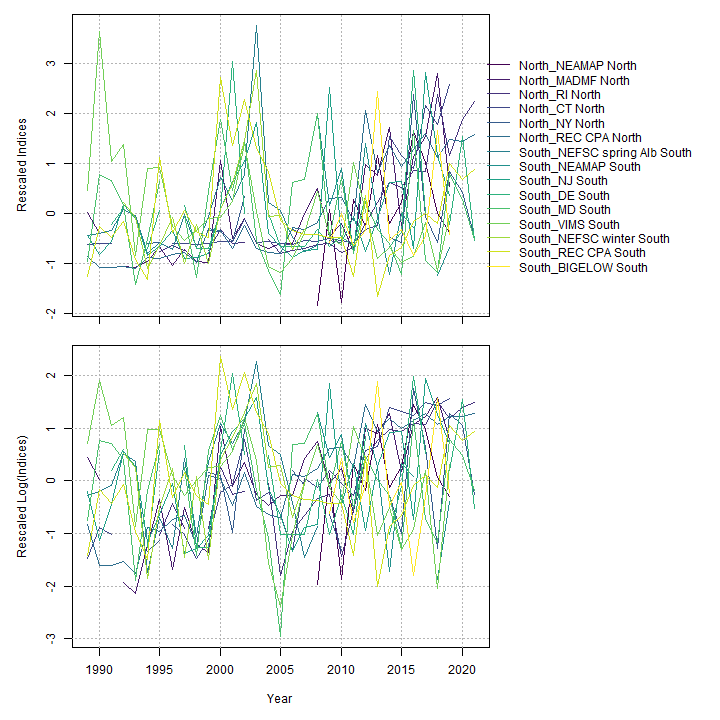 Rescaled Indices
3
2
1
0
-1
-2
North_NEAMAP North
North_MADMF North
North_RI North
North_CT North
North_NY North
North_REC CPA North
South_NEFSC spring Alb South
South_NEAMAP South
South_NJ South
South_DE South
South_MD South
South_VIMS South
South_NEFSC winter South
South_REC CPA South
South_BIGELOW South
Rescaled Log(Indices)
2
1
0
-1
-2
-3
1990 1995 2000 2005 2010 2015 2020
Year